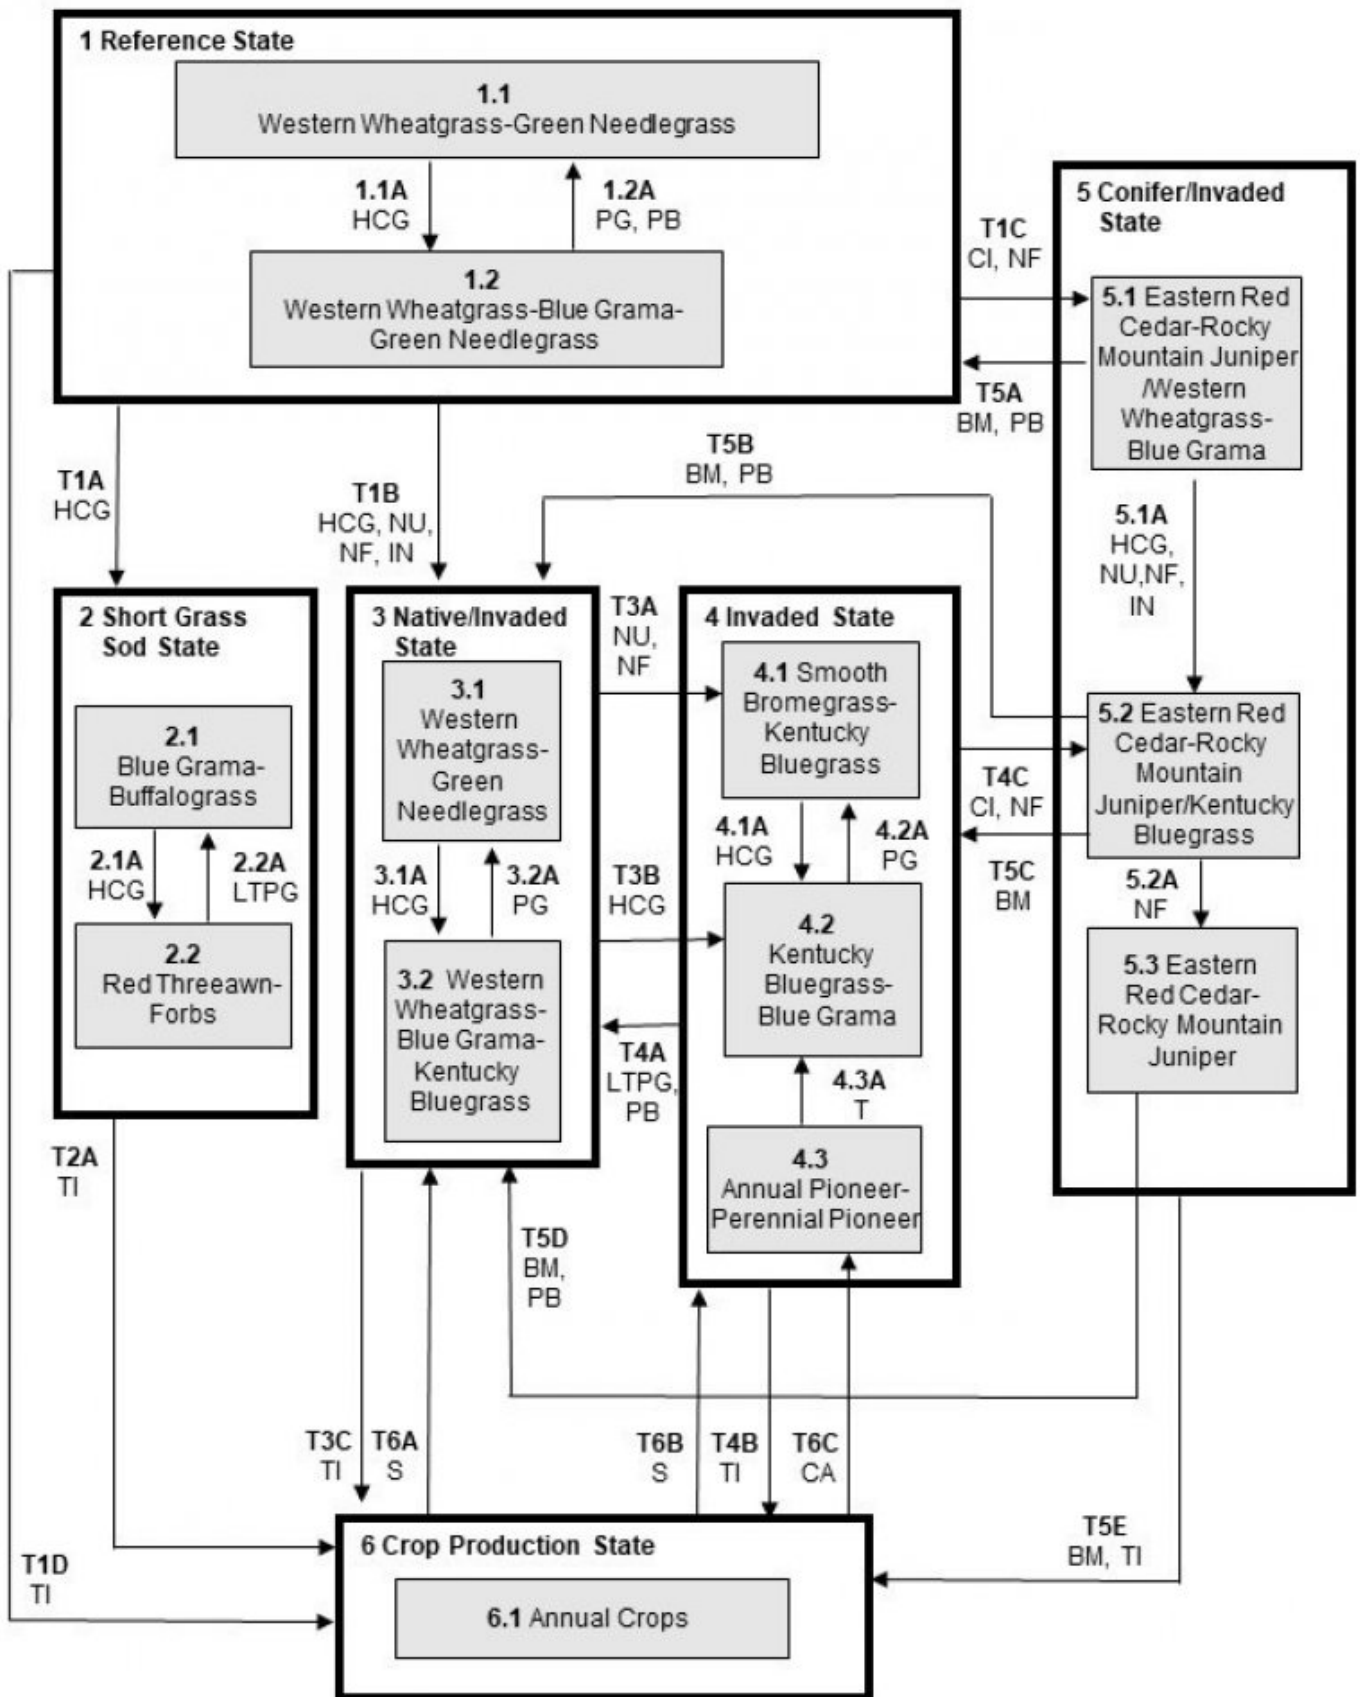 1 Reference State
1.1
Western Wheatgrass-Green Needlegrass
1.1A
HCG
1.2A
PG, PB
1.2
Western Wheatgrass-Blue Grama-
Green Needlegrass
T1C
CI, NF
T5A
BM, PB
5 Conifer/Invaded
State
5.1 Eastern Red
Cedar-Rocky
Mountain Juniper
/Western
Wheatgrass-
Blue Grama
T1A
HCG
T1B
HCG, NU,
NF, IN
T5B
BM, PB
5.1A
HCG,
NU,NF,
IN
2 Short Grass
Sod State
2.1
Blue Grama-
Buffalograss
2.1A
HCG
2.2A
LTPG
2.2
Red Threeawn-
Forbs
3 Native/Invaded
State
3.1
Western
Wheatgrass-
Green
Needlegrass
3.1A
HCG
3.2A
PG
3.2 Western
Wheatgrass-
Blue Grama-
Kentucky
Bluegrass
T3A
NU,
NF
T3B
HCG
T4A
LTPG,
PB
4 Invaded State
4.1 Smooth
Bromegrass-
Kentucky
Bluegrass
4.1A
HCG
4.2A
PG
4.2
Kentucky
Bluegrass-
Blue Grama
4.3A
T
4.3
Annual Pioneer-
Perennial Pioneer
T4C
CI, NF
T5C
BM
5.2 Eastern Red
Cedar-Rocky
Mountain
Juniper/Kentucky
Bluegrass
5.2A
NF
5.3 Eastern
Red Cedar-
Rocky Mountain
Juniper
T2A
TI
T5D
BM,
PB
T3C
TI
T6A
S
T6B
S
T4B
TI
T6C
CA
T5E
BM, TI
T1D
TI
6 Crop Production State
6.1 Annual Crops